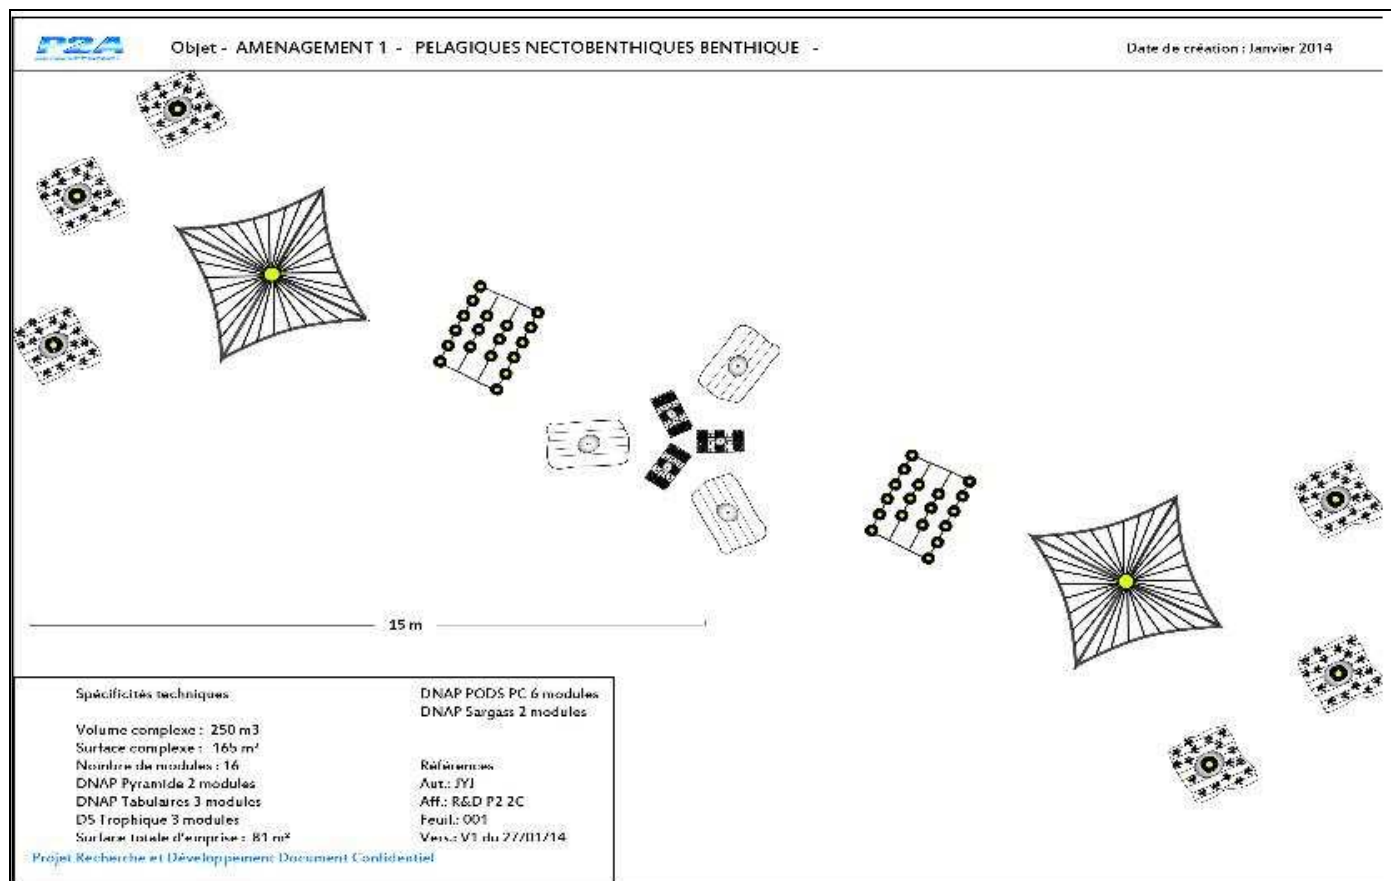 P2A
Objet - AMENAGEMENT 1 - PELAGIQUES NECTOBENTHIQUES BENTHIQUE -
Date de création : Janvier 2014
15 m
Spécificités techniques
Volume complexe : 250 m3
Surface complexe : 165 m²
Nombre de modules : 16
DNAP Pyramide 2 modules
DNAP Tabulaires 3 modules
DS Trophique 3 modules
Surface totale d'emprise : 81 m²
DNAP PODS PC 6 modules
DNAP Sargass 2 modules
Références
Aut.: JYJ
Aff.: R&D P2 2C
Feuil.: 001
Vers.: V1 du 27/01/14
Projet Recherche et Développement Document Confidentiel